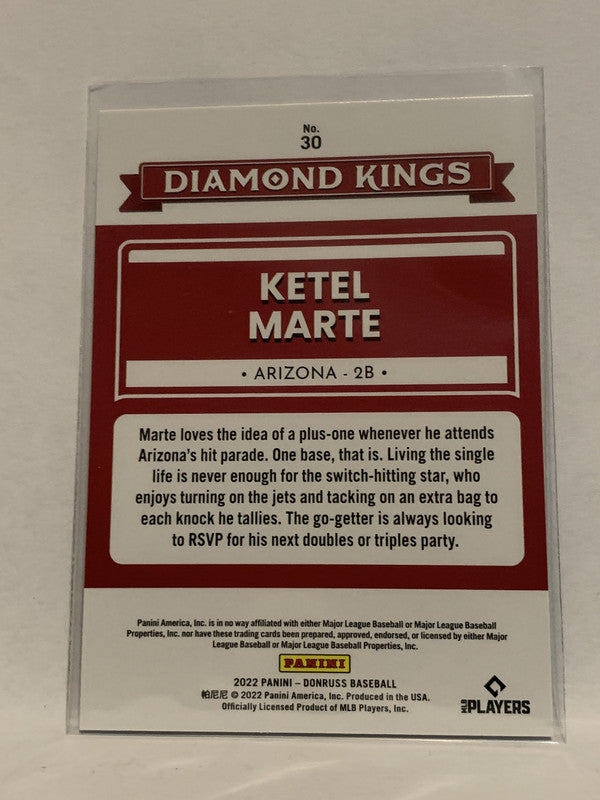 No.
30
DIAMOND KINGS
KETEL
MARTE
• ARIZONA - 2B •
Marte loves the idea of a plus-one whenever he attends
Arizona's hit parade. One base, that is. Living the single
life is never enough for the switch-hitting star, who
enjoys turning on the jets and tacking on an extra bag to
each knock he tallies. The go-getter is always looking
to RSVP for his next doubles or triples party.
Panini America, Inc. is in no way affiliated with either Major League Baseball or Major League Baseball
Properties, Inc. nor have these trading cards been prepared, approved, endorsed, or licensed by either Major
League Baseball or Major League Baseball Properties, Inc.
PANINI
2022 PANINI – DONRUSS BASEBALL
帕尼尼 © 2022 Panini America, Inc. Produced in the USA.
Officially Licensed Product of MLB Players, Inc.
MLB PLAYERS